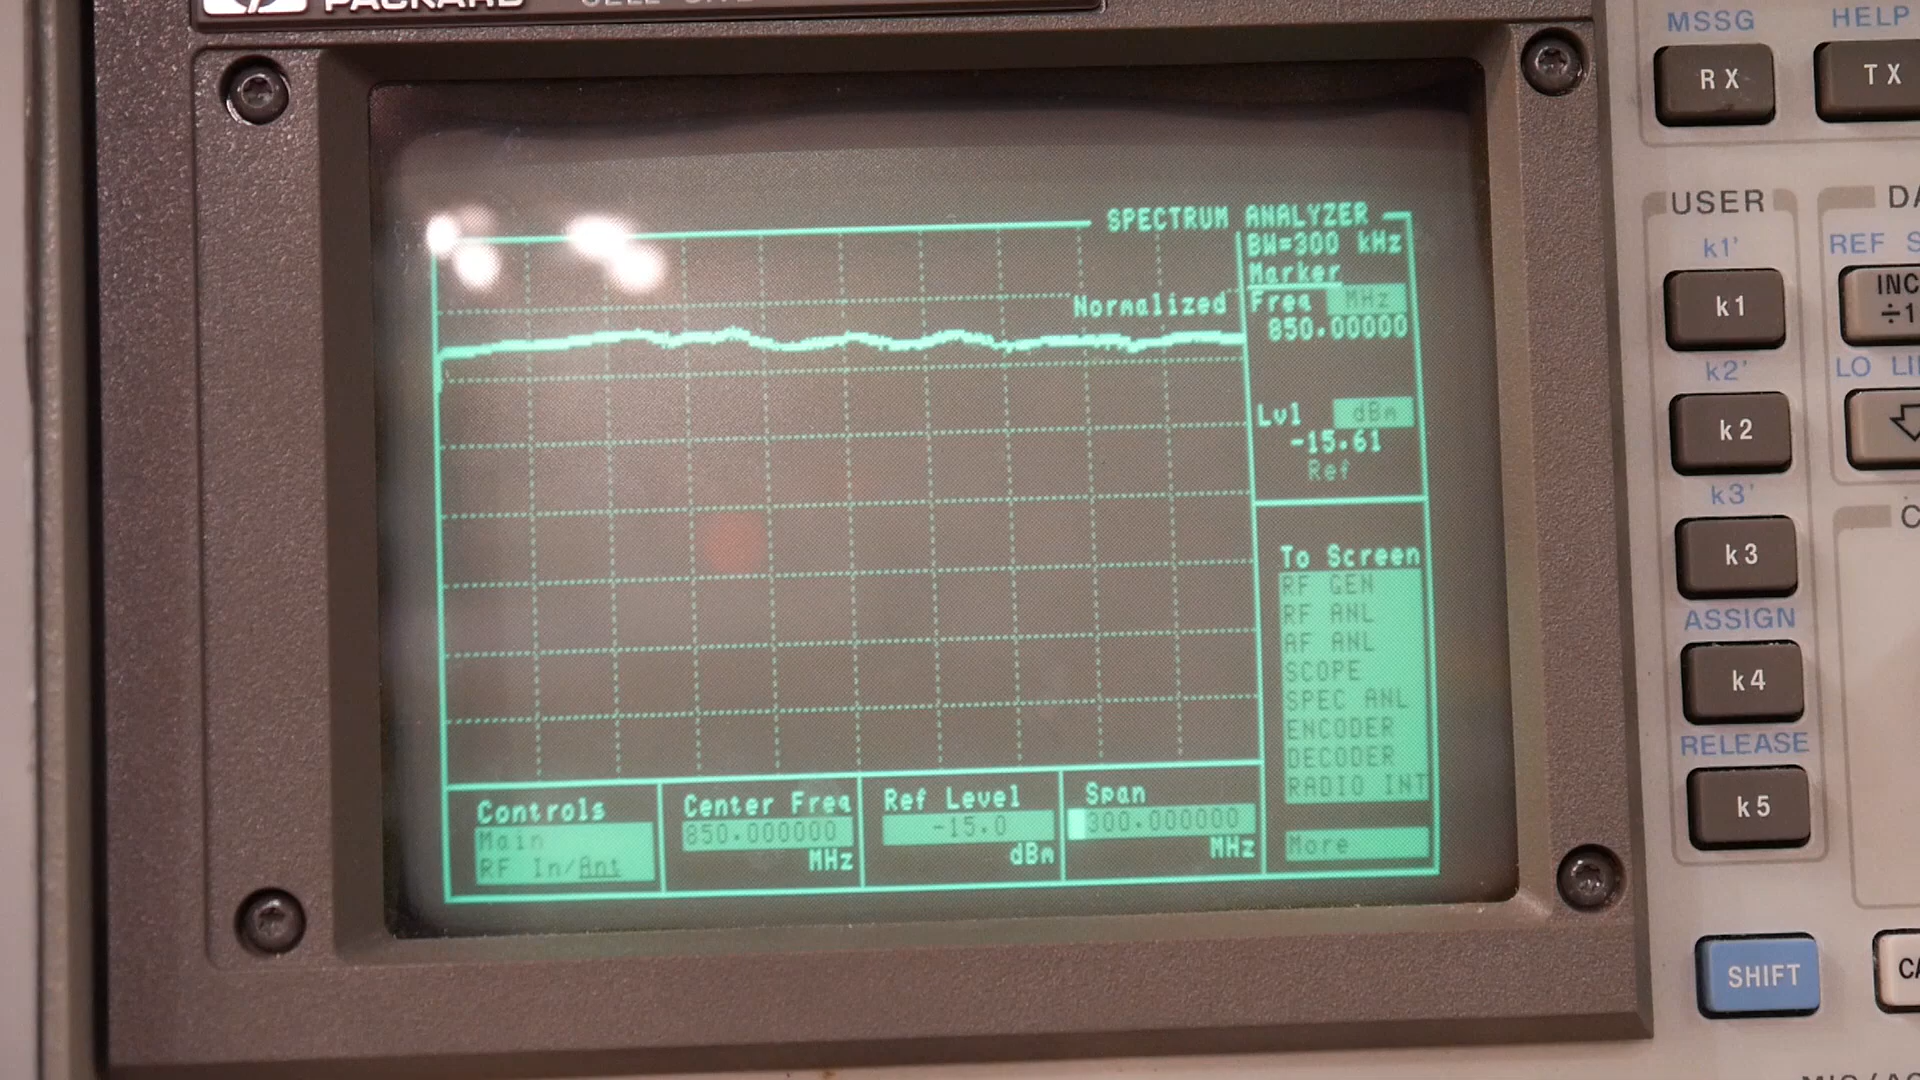 PACKARD
SPECTRUM ANALYZER
BW=300 kHz
Marker
Normalized
Freq MHz
850.00000
Lvl dBm
-15.61
Ref
To Screen
RF GEN
RF ANL
AF ANL
SCOPE
SPEC ANL
ENCODER
DECODER
RADIO INT
More
Controls
Main
RF In/Ant
Center Freq
850.000000
MHz
Ref Level
-15.0
dBm
Span
300.000000
MHz
MSSG
HELP
RX
TX
USER
k1'
REF
k1
INC
÷1
k2'
LO
k2
k3'
k3
ASSIGN
k4
RELEASE
k5
SHIFT